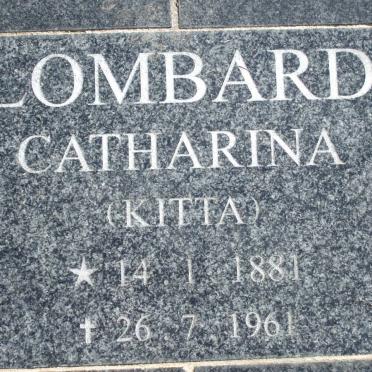 LOMBARD
CATHARINA
(KITTA)
★ 14 . 1 . 1881
✝ 26 . 7 . 1961